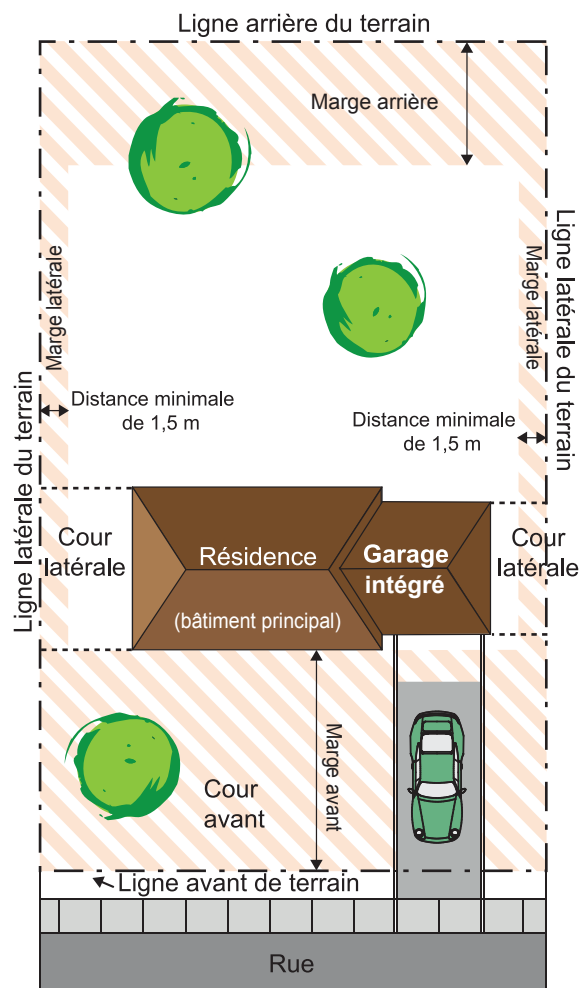 Ligne arrière du terrain
Marge arrière
Marge latérale
Ligne latérale du terrain
Marge latérale
Ligne latérale du terrain
Distance minimale
de 1,5 m
Distance minimale
de 1,5 m
Cour
latérale
Résidence
(bâtiment principal)
Garage
intégré
Cour
latérale
Marge avant
Cour
avant
Ligne avant de terrain
Rue